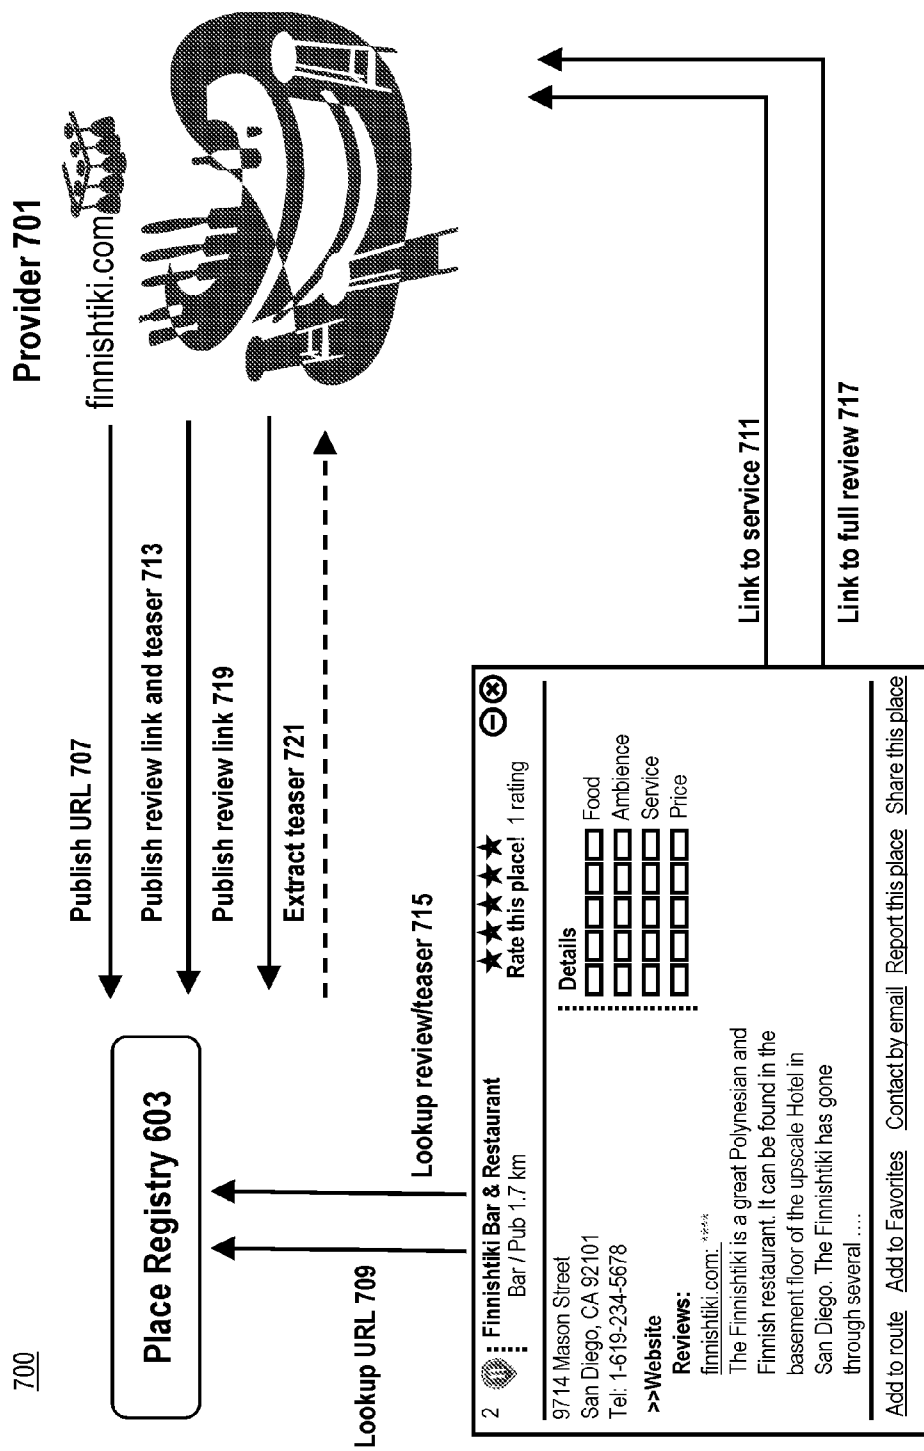 700
Provider 701
finnishtiki.com
Place Registry 603
Publish URL 707
Publish review link and teaser 713
Publish review link 719
Extract teaser 721
Lookup URL 709
Lookup review/teaser 715
2
Finnishtiki Bar & Restaurant
Bar / Pub 1.7 km
Rate this place! 1 rating
9714 Mason Street
San Diego, CA 92101
Tel: 1-619-234-5678
>>Website
Details
Food
Ambience
Service
Price
Reviews:
finnishtiki.com: ****
The Finnishtiki is a great Polynesian and
Finnish restaurant. It can be found in the
basement floor of the upscale Hotel in
San Diego. The Finnishtiki has gone
through several ....
Add to route Add to Favorites Contact by email Report this place Share this place
Link to service 711
Link to full review 717